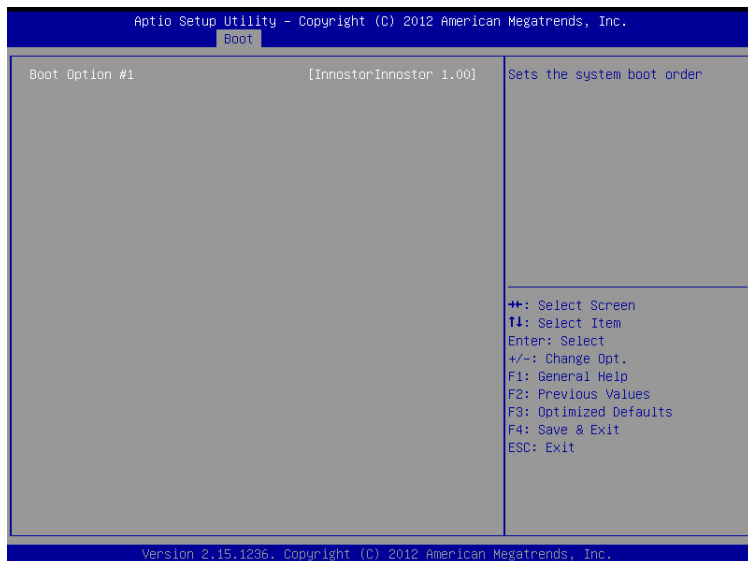 Aptio Setup Utility – Copyright (C) 2012 American Megatrends, Inc.
Boot
Boot Option #1 [InnostorInnostor 1.00]
Sets the system boot order
→←: Select Screen
↑↓: Select Item
Enter: Select
+/-: Change Opt.
F1: General Help
F2: Previous Values
F3: Optimized Defaults
F4: Save & Exit
ESC: Exit
Version 2.15.1236. Copyright (C) 2012 American Megatrends, Inc.